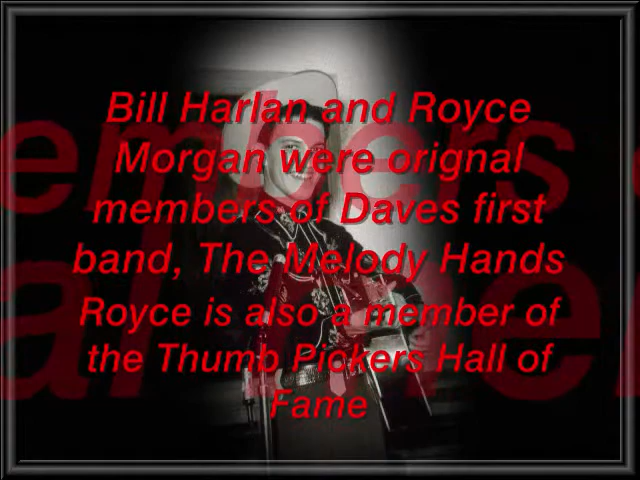 Bill Harlan and Royce
Morgan were orignal
members of Daves first
band, The Melody Hands
Royce is also a member of
the Thumb Pickers Hall of
Fame